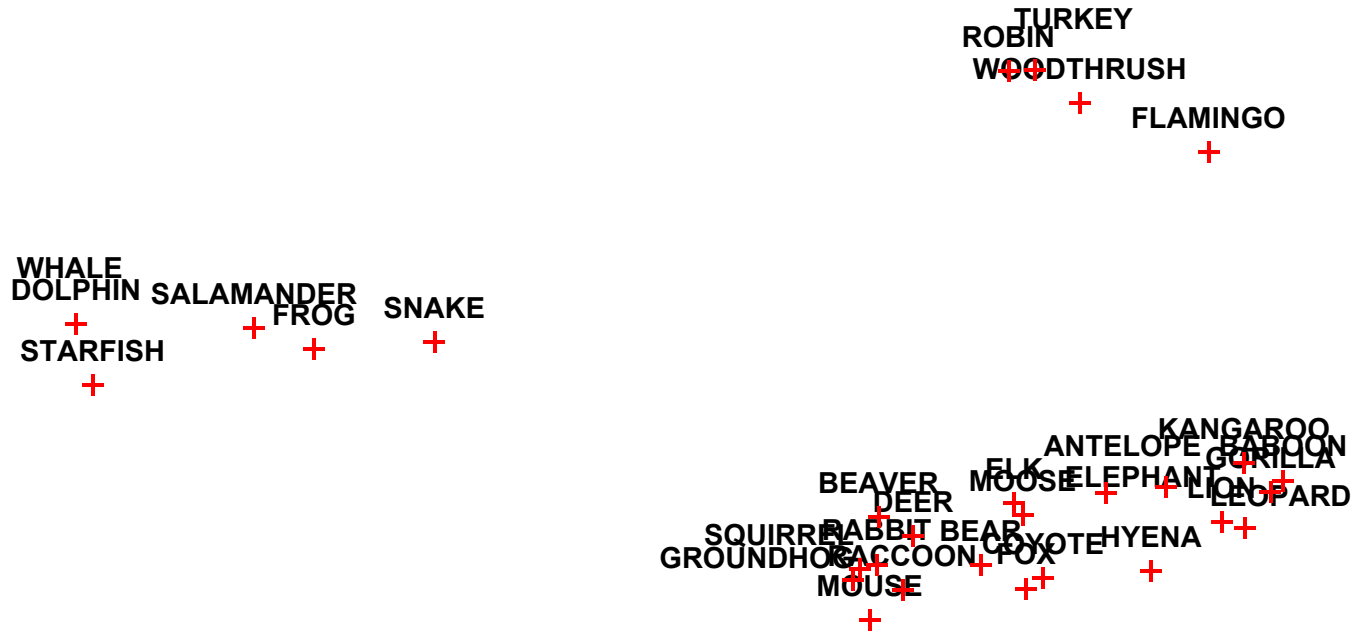 TURKEY
ROBIN
WOODTHRUSH
FLAMINGO
WHALE
DOLPHIN
SALAMANDER
FROG
SNAKE
STARFISH
KANGAROO
ANTELOPE
BABOON
GORILLA
ELK
MOOSE
ELEPHANT
LION
LEOPARD
BEAVER
DEER
SQUIRREL
RABBIT
BEAR
COYOTE
HYENA
GROUNDHOG
RACCOON
FOX
MOUSE